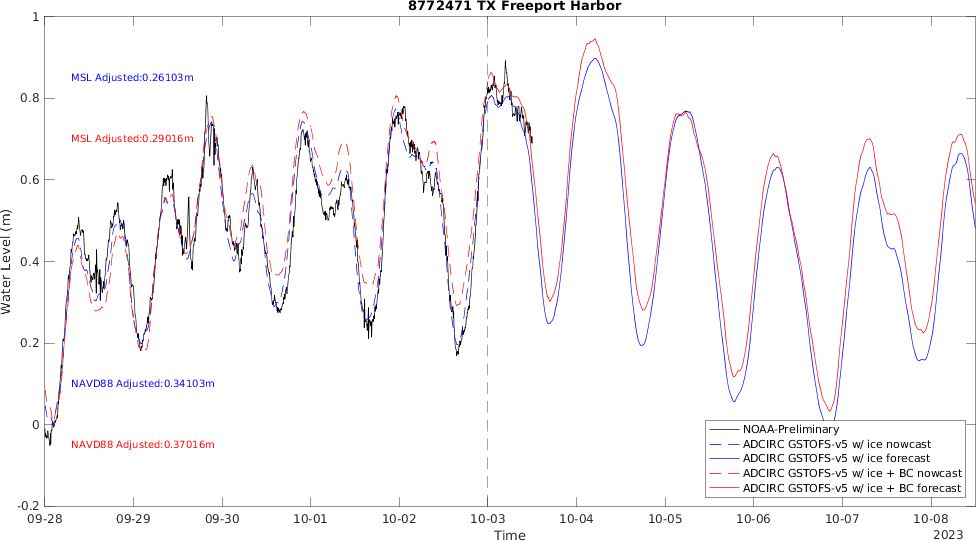 8772471 TX Freeport Harbor
1
0.8
0.6
0.4
0.2
0
-0.2
Water Level (m)
MSL Adjusted:0.26103m
MSL Adjusted:0.29016m
NAVD88 Adjusted:0.34103m
NAVD88 Adjusted:0.37016m
NOAA-Preliminary
ADCIRC GSTOFS-v5 w/ ice nowcast
ADCIRC GSTOFS-v5 w/ ice forecast
ADCIRC GSTOFS-v5 w/ ice + BC nowcast
ADCIRC GSTOFS-v5 w/ ice + BC forecast
09-28 09-29 09-30 10-01 10-02 10-03 10-04 10-05 10-06 10-07 10-08
Time
2023